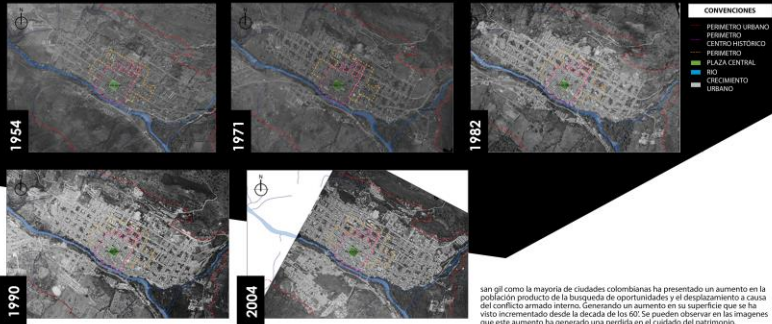 N
1954
N
1971
N
1982
CONVENCIONES
PERIMETRO URBANO
PERIMETRO
CENTRO HISTÓRICO
PERIMETRO
PLAZA CENTRAL
RIO
CRECIMIENTO
URBANO
N
1990
N
2004
san gil como la mayoria de ciudades colombianas ha presentado un aumento en la
población producto de la busqueda de oportunidades y el desplazamiento a causa
del conflicto armado interno. Generando un aumento en su superficie que se ha
visto incrementado desde la decada de los 60'. Se pueden observar en las imagenes
que este aumento ha generado una perdida en el cuidado del patrimonio